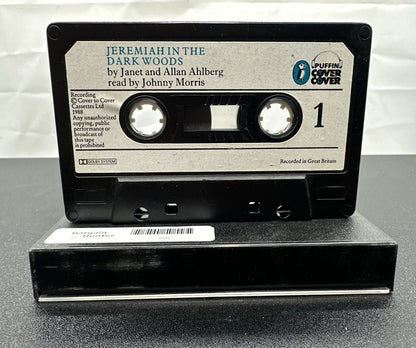 JEREMIAH IN THE
DARK WOODS
by Janet and Allan Ahlberg
read by Johnny Morris
PUFFIN
COVER
COVER
Recording
© Cover to Cover
Cassettes Ltd
1988
Any unauthorized
copying, public
performance or
broadcast of
this tape
is prohibited
1
DOLBY SYSTEM
Recorded in Great Britain
Bargain
Hunter